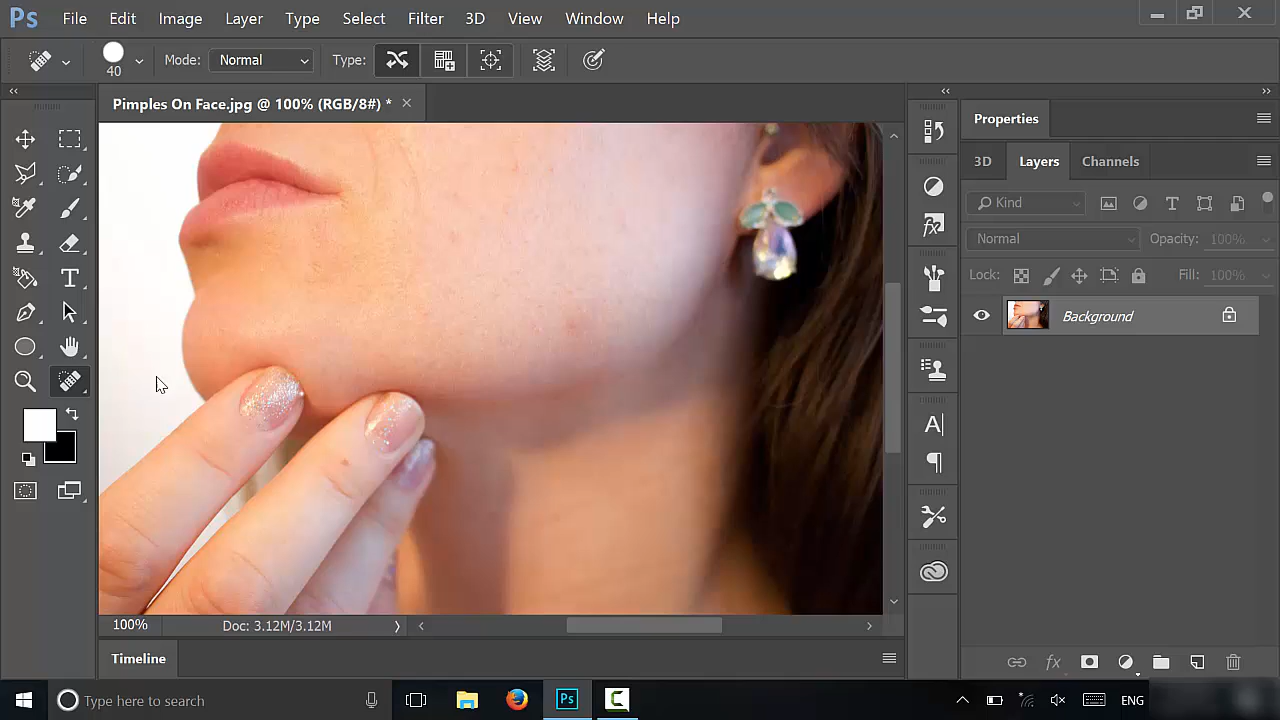 Ps File Edit Image Layer Type Select Filter 3D View Window Help
40 Mode: Normal Type:
Pimples On Face.jpg @ 100% (RGB/8#) * ×
Properties
3D Layers Channels
Kind
Normal Opacity: 100%
Lock: Fill: 100%
Background
100% Doc: 3.12M/3.12M
Timeline
Type here to search Ps ENG